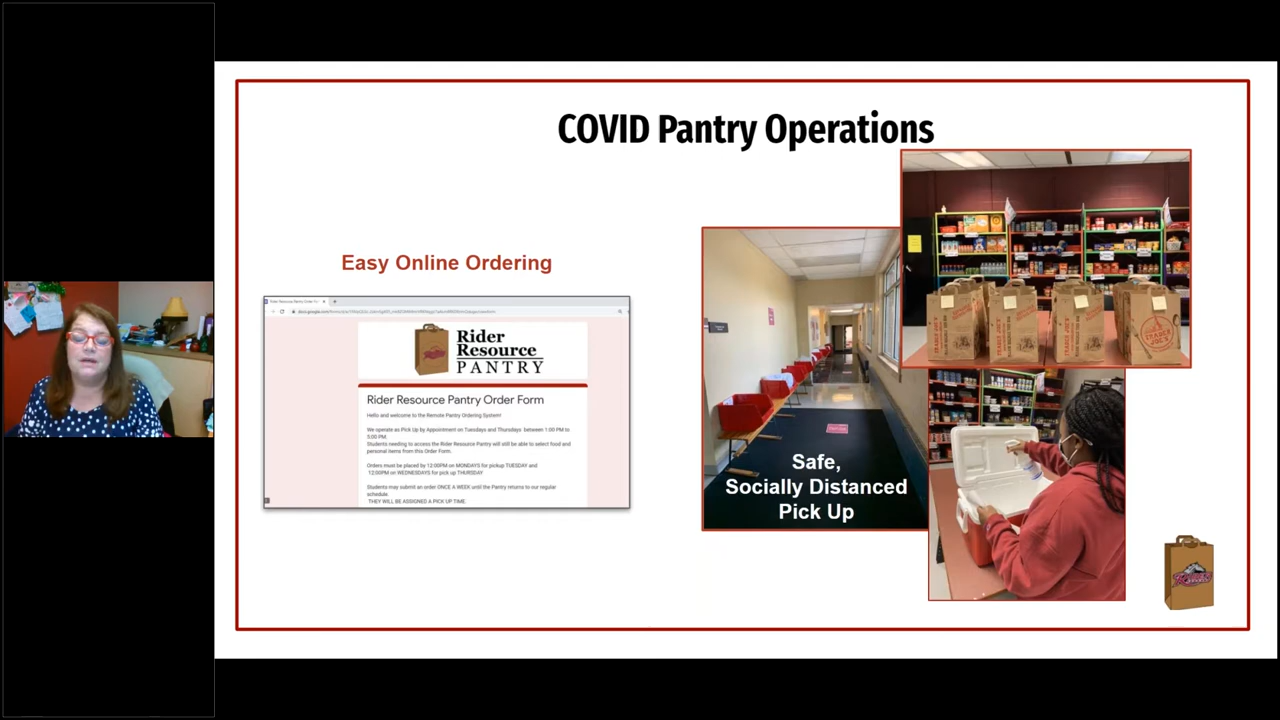 COVID Pantry Operations
Easy Online Ordering
Rider
Resource
PANTRY
Rider Resource Pantry Order Form
Hello and welcome to the Remote Pantry Ordering System!
We operate as Pick Up by Appointment on Tuesdays and Thursdays between 1:00 PM to
5:00 PM.
Students needing to access the Rider Resource Pantry will still be able to select food and
personal items from this Order Form.
Orders must be placed by 12:00PM on MONDAYS for pickup TUESDAY and
12:00PM on WEDNESDAYS for pick up THURSDAY
Students may submit an order ONCE A WEEK until the Pantry returns to our regular
schedule.
THEY WILL BE ASSIGNED A PICK UP TIME.
Safe,
Socially Distanced
Pick Up
TRADER JOE'S
TRADER
JOE'S